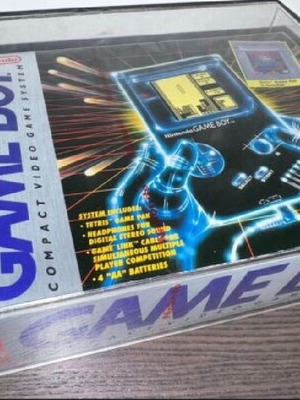 Nintendo
GAME BOY
COMPACT VIDEO GAME SYSTEM
Nintendo GAME BOY
SYSTEM INCLUDES:
• TETRIS GAME PAK
• HEADPHONES FOR
DIGITAL STEREO SOUND
• GAME LINK CABLE FOR
SIMULTANEOUS MULTIPLE
PLAYER COMPETITION
• 4 "AA" BATTERIES
GAME B